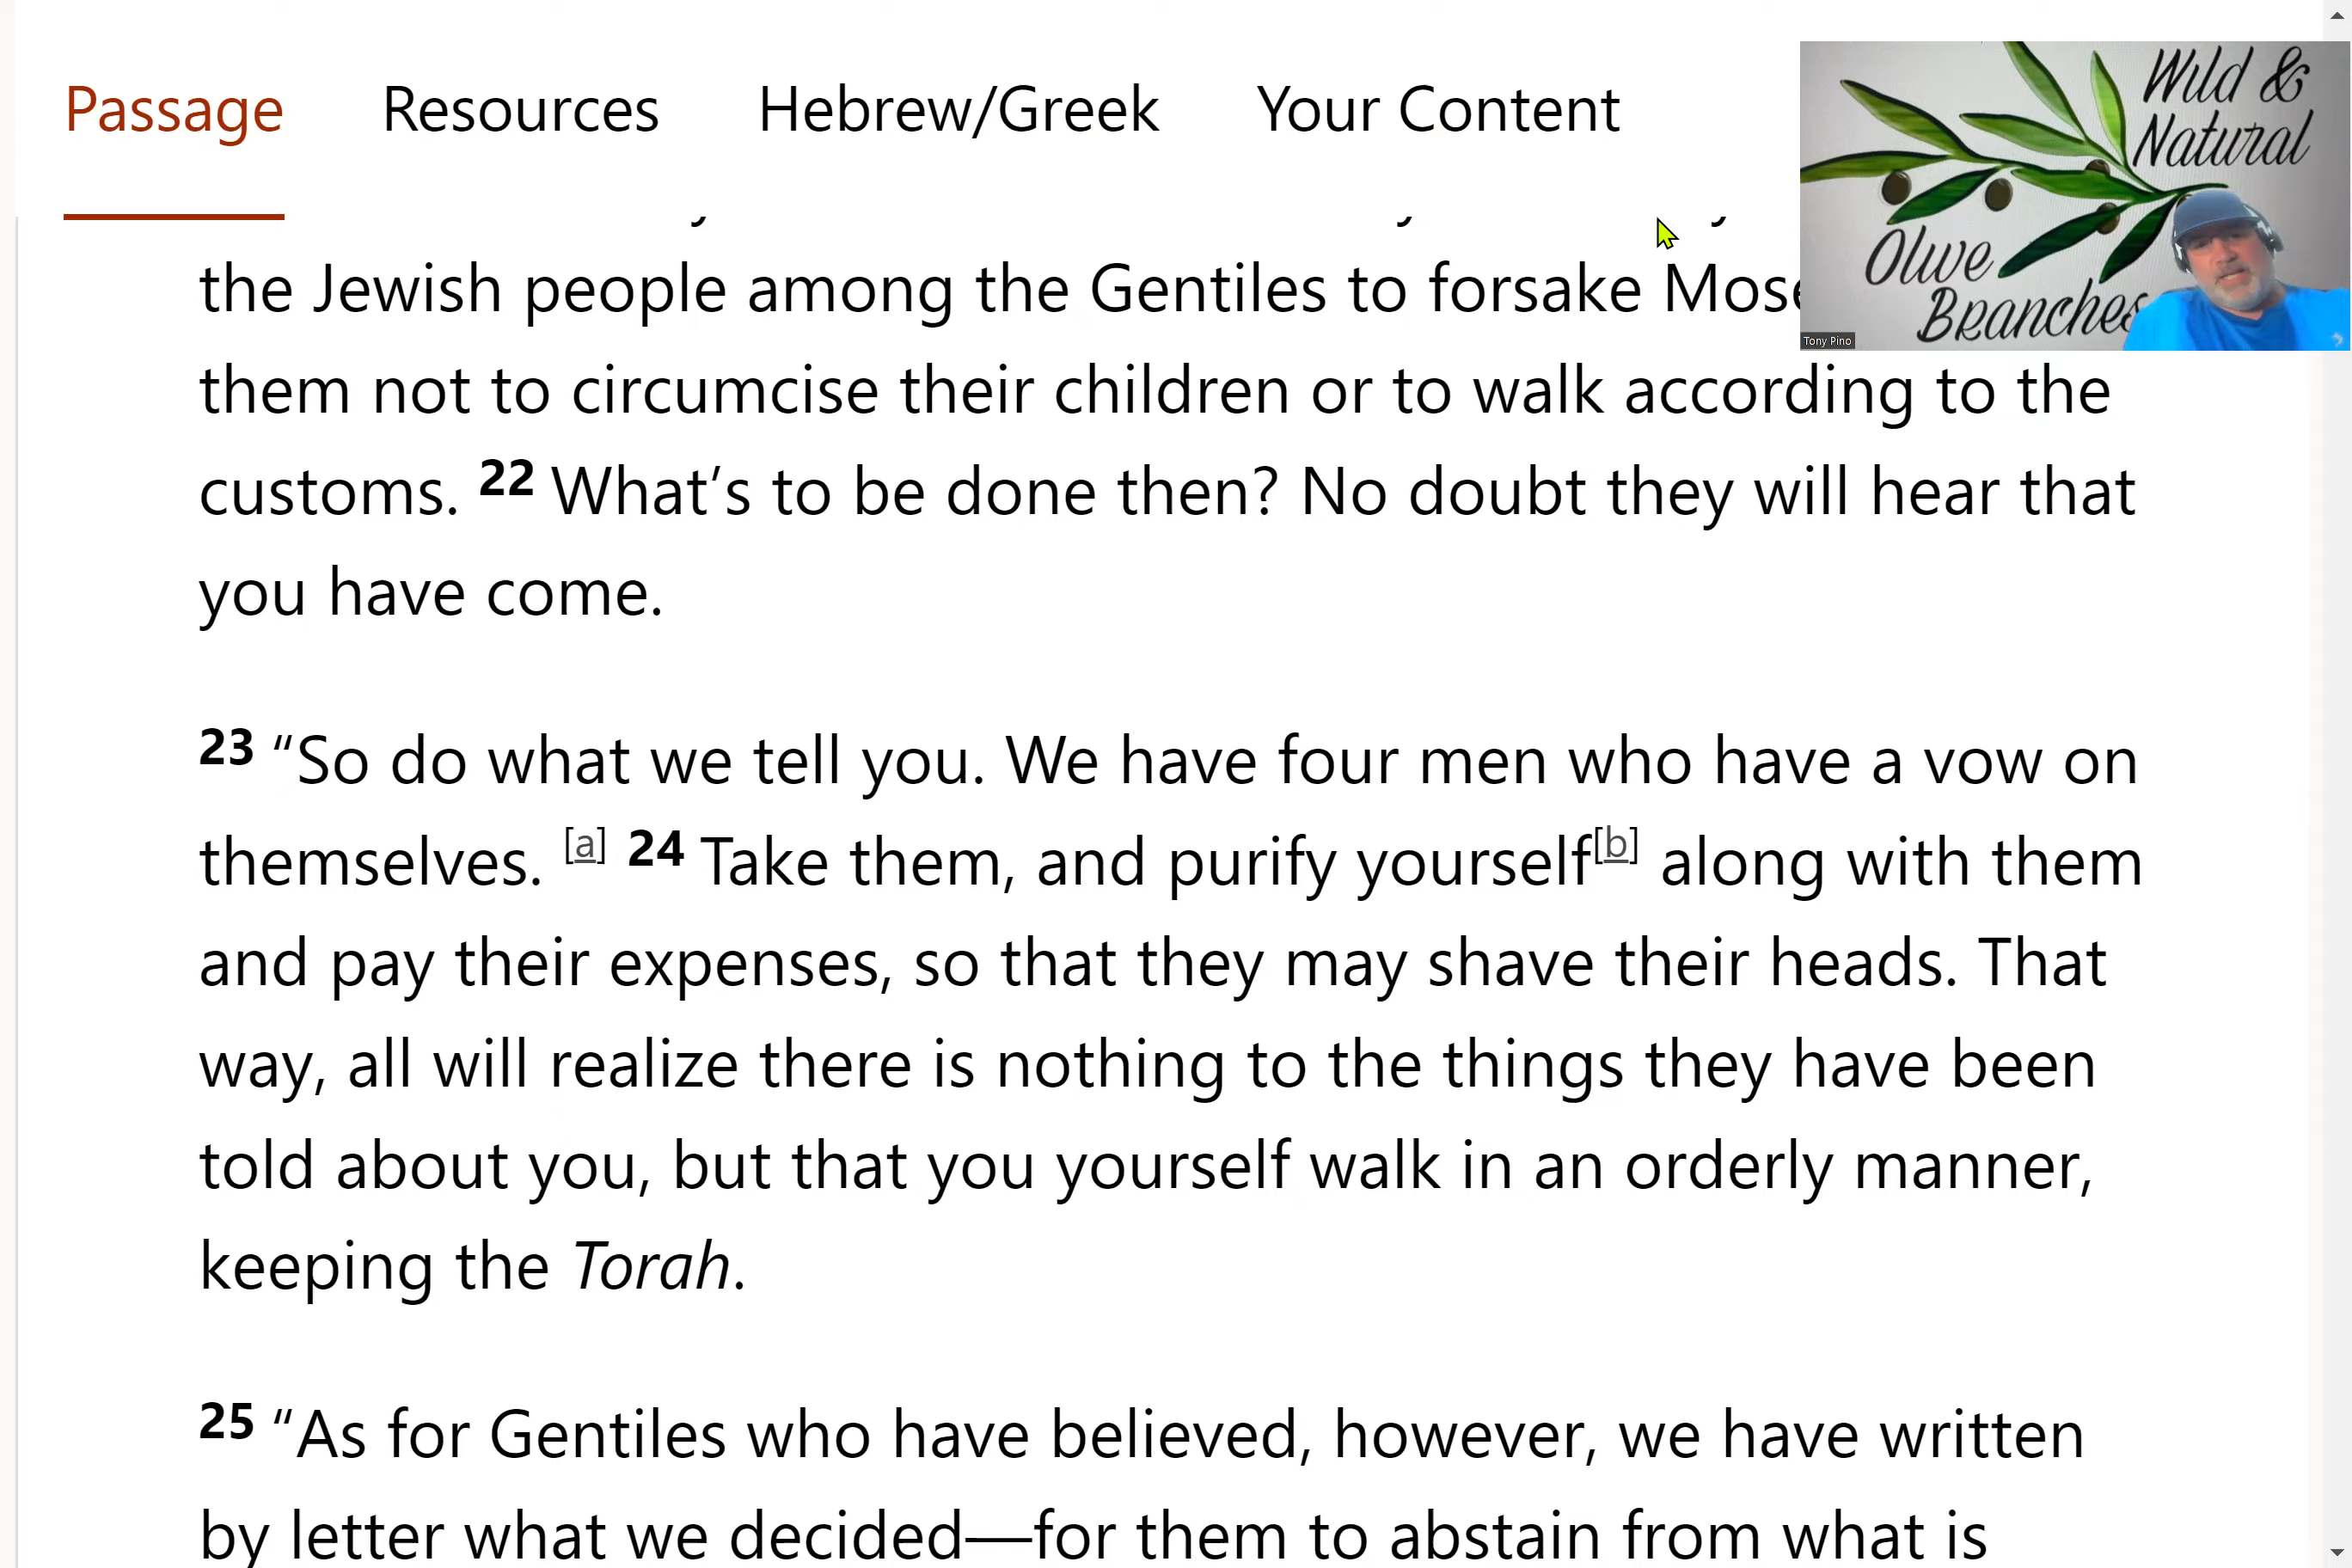 Passage Resources Hebrew/Greek Your Content
Wild &
Natural
Olive
Branches
Tony Pino
the Jewish people among the Gentiles to forsake
them not to circumcise their children or to walk according to the
customs. 22 What’s to be done then? No doubt they will hear that
you have come.
23 “So do what we tell you. We have four men who have a vow on
themselves. [a] 24 Take them, and purify yourself[b] along with them
and pay their expenses, so that they may shave their heads. That
way, all will realize there is nothing to the things they have been
told about you, but that you yourself walk in an orderly manner,
keeping the Torah.
25 “As for Gentiles who have believed, however, we have written
by letter what we decided—for them to abstain from what is